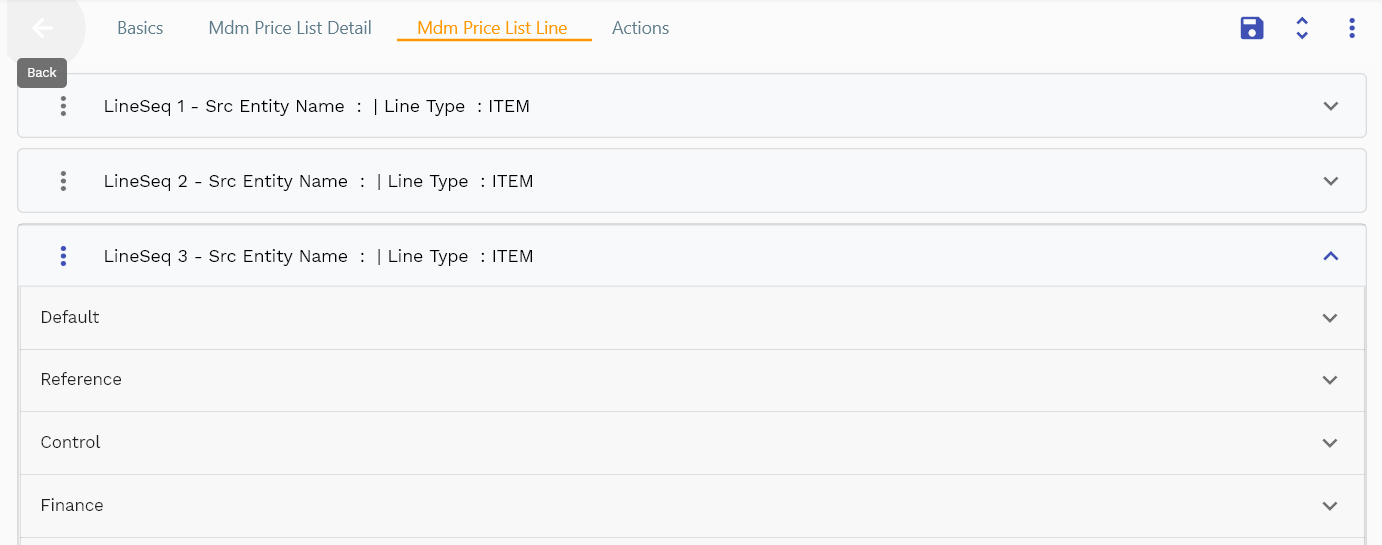 Basics Mdm Price List Detail Mdm Price List Line Actions
Back
LineSeq 1 - Src Entity Name : | Line Type : ITEM
LineSeq 2 - Src Entity Name : | Line Type : ITEM
LineSeq 3 - Src Entity Name : | Line Type : ITEM
Default
Reference
Control
Finance